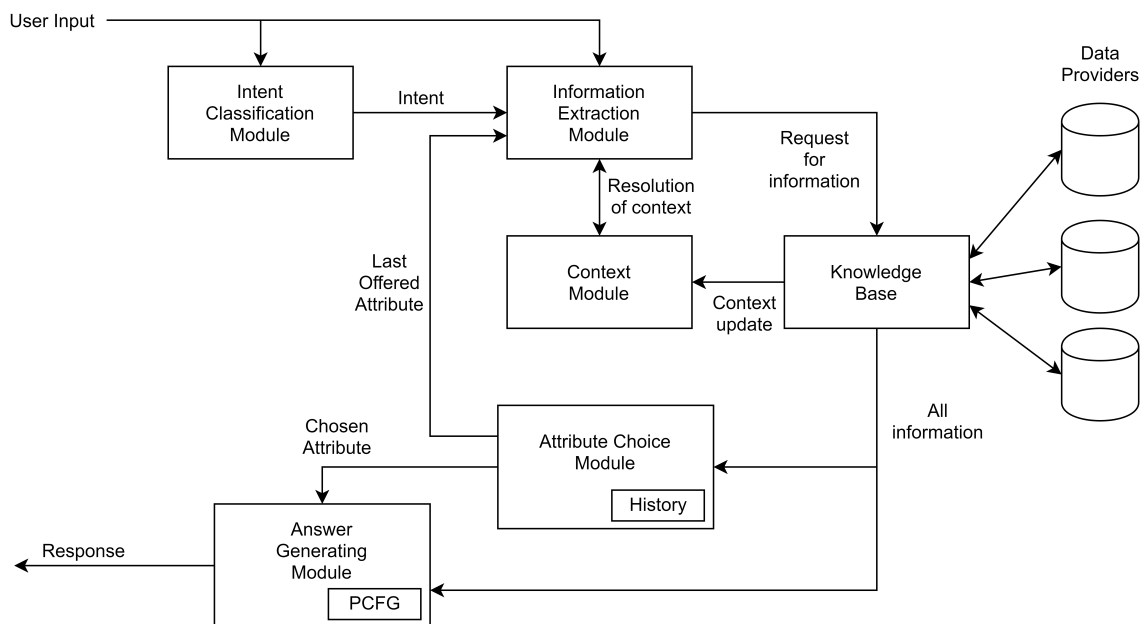 User Input
Intent
Classification
Module
Intent
Information
Extraction
Module
Data
Providers
Request
for
information
Resolution
of context
Last
Offered
Attribute
Context
Module
Context
update
Knowledge
Base
All
information
Chosen
Attribute
Attribute Choice
Module
History
Answer
Generating
Module
PCFG
Response